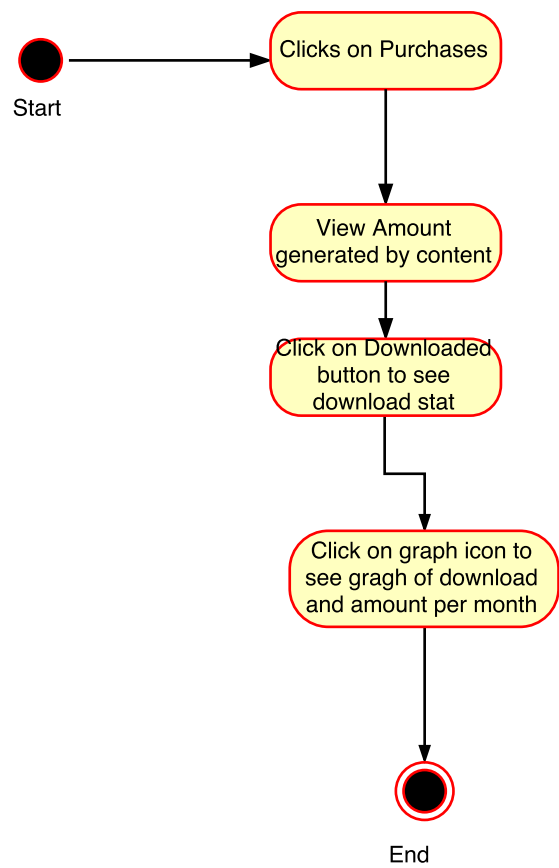 Clicks on Purchases
Start
View Amount
generated by content
Click on Downloaded
button to see
download stat
Click on graph icon to
see gragh of download
and amount per month
End